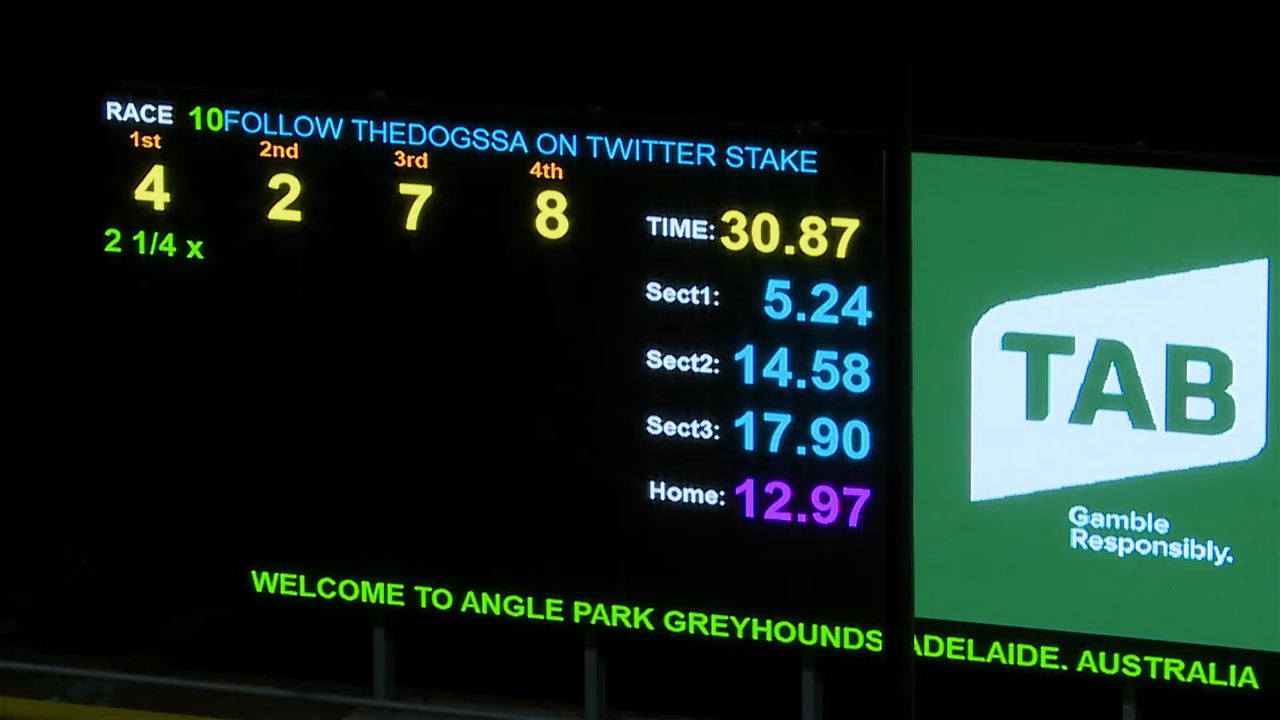 RACE 10FOLLOW THEDOGSSA ON TWITTER STAKE
1st 2nd 3rd 4th
4 2 7 8
2 1/4 x
TIME: 30.87
Sect1: 5.24
Sect2: 14.58
Sect3: 17.90
Home: 12.97
TAB
Gamble
Responsibly.
WELCOME TO ANGLE PARK GREYHOUNDS ADELAIDE. AUSTRALIA